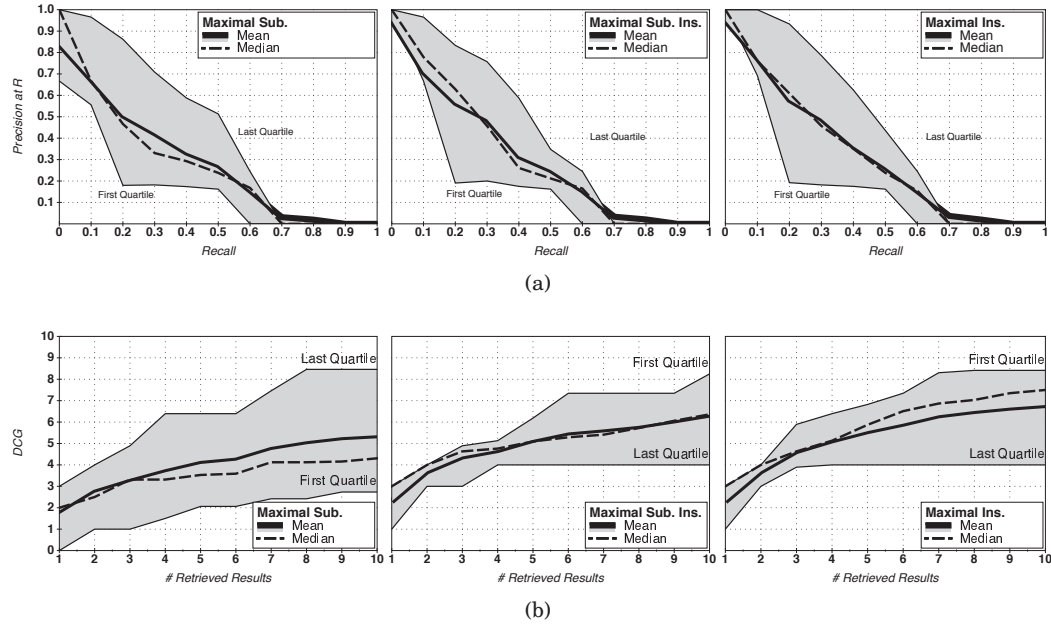 1.0
0.9
0.8
0.7
0.6
0.5
0.4
0.3
0.2
0.1
Precision at R
Maximal Sub.
Mean
Median
Last Quartile
First Quartile
0 0.1 0.2 0.3 0.4 0.5 0.6 0.7 0.8 0.9 1
Recall
Maximal Sub. Ins.
Mean
Median
Last Quartile
First Quartile
0 0.1 0.2 0.3 0.4 0.5 0.6 0.7 0.8 0.9 1
Recall
Maximal Ins.
Mean
Median
Last Quartile
First Quartile
0 0.1 0.2 0.3 0.4 0.5 0.6 0.7 0.8 0.9 1
Recall
(a)
10
9
8
7
6
5
4
3
2
1
0
DCG
Last Quartile
First Quartile
Maximal Sub.
Mean
Median
1 2 3 4 5 6 7 8 9 10
# Retrieved Results
First Quartile
Last Quartile
Maximal Sub. Ins.
Mean
Median
1 2 3 4 5 6 7 8 9 10
# Retrieved Results
First Quartile
Last Quartile
Maximal Ins.
Mean
Median
1 2 3 4 5 6 7 8 9 10
# Retrieved Results
(b)